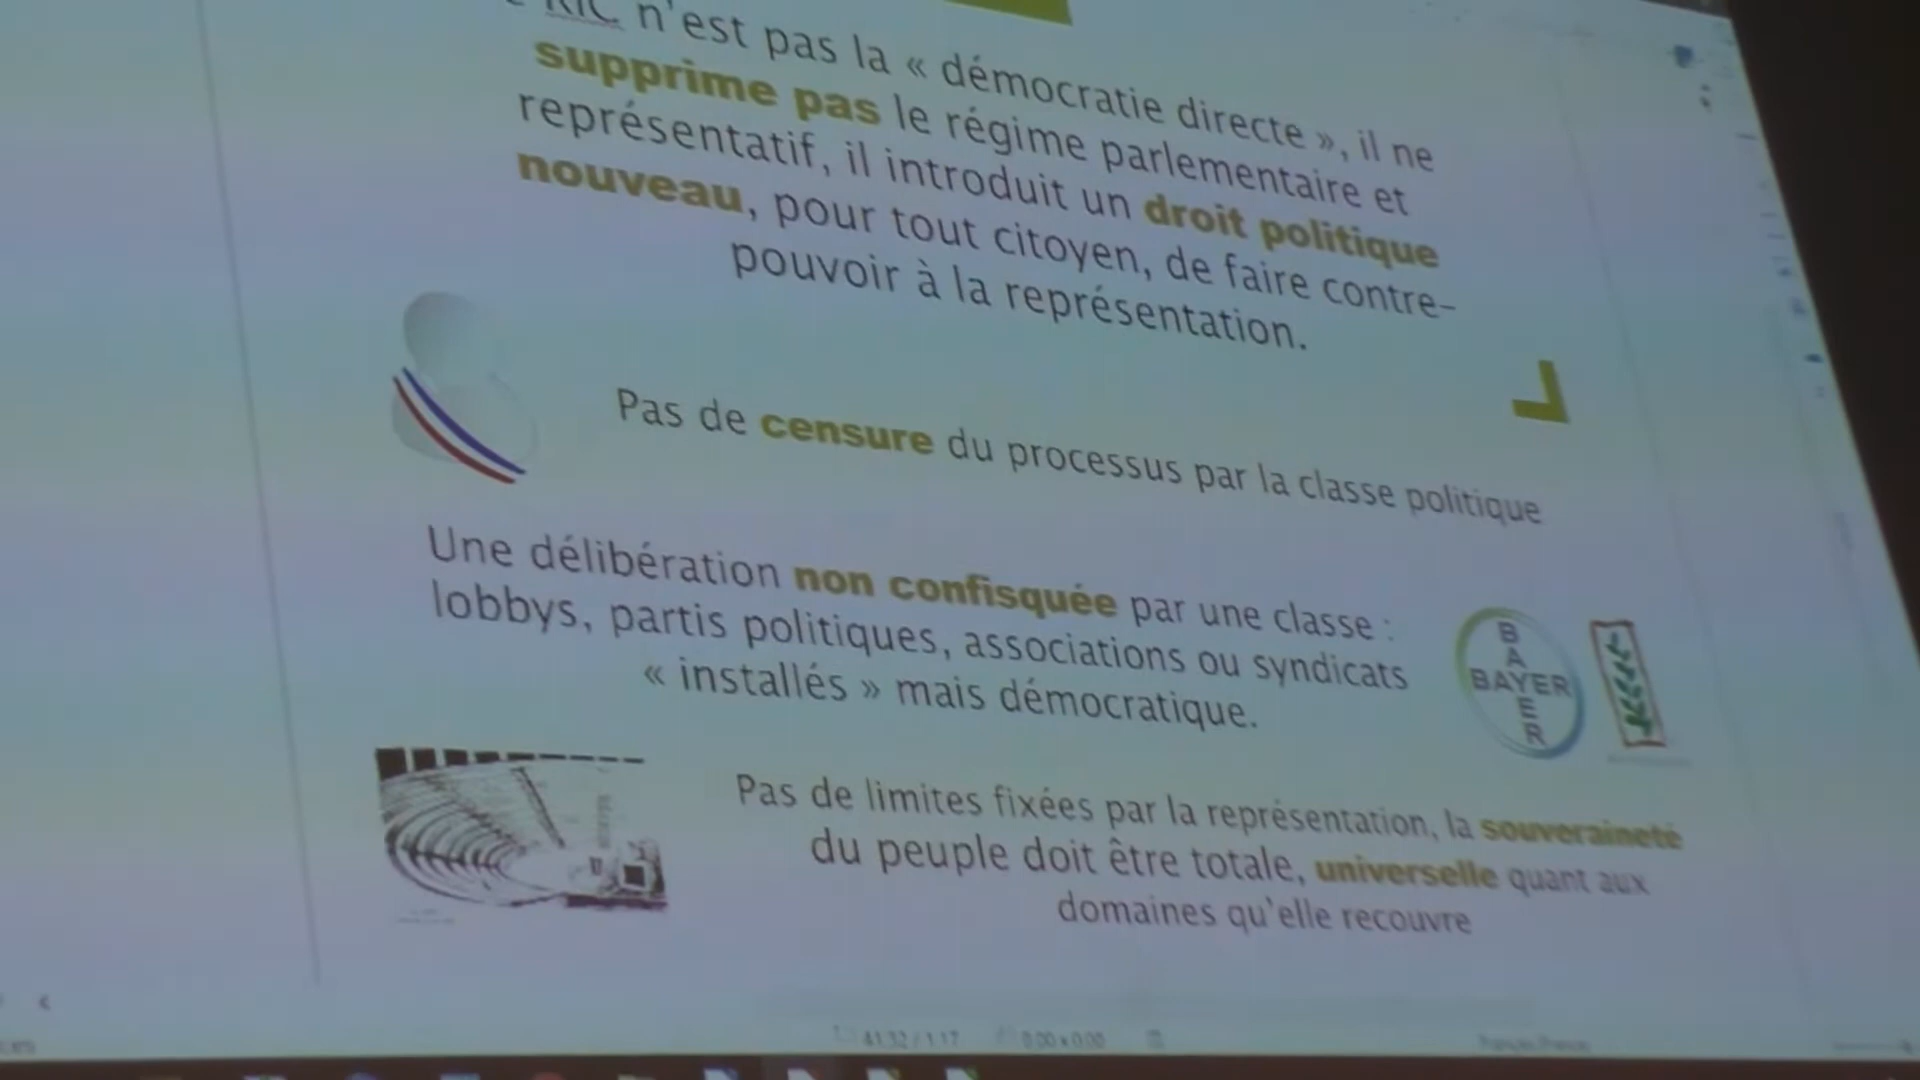 RIC n'est pas la « démocratie directe », il ne
supprime pas le régime parlementaire et
représentatif, il introduit un droit politique
nouveau, pour tout citoyen, de faire contre-
pouvoir à la représentation.
Pas de censure du processus par la classe politique
Une délibération non confisquée par une classe :
lobbys, partis politiques, associations ou syndicats
« installés » mais démocratique.
BAYER
BAYER
Pas de limites fixées par la représentation, la souveraineté
du peuple doit être totale, universelle quant aux
domaines qu'elle recouvre